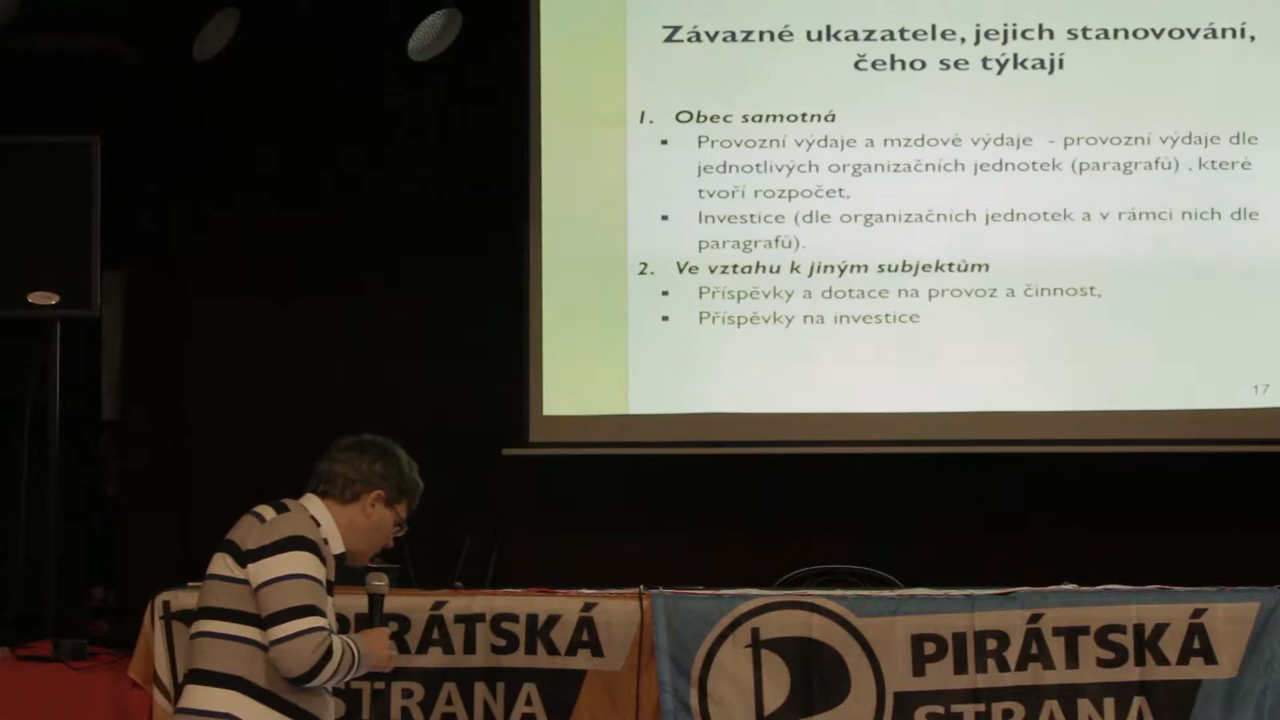 Závazné ukazatele, jejich stanovování,
čeho se týkají
1. Obec samotná
▪ Provozní výdaje a mzdové výdaje - provozní výdaje dle
jednotlivých organizačních jednotek (paragrafů) , které
tvoří rozpočet,
▪ Investice (dle organizačních jednotek a v rámci nich dle
paragrafů).
2. Ve vztahu k jiným subjektům
▪ Příspěvky a dotace na provoz a činnost,
▪ Příspěvky na investice
17
PIRÁTSKÁ
STRANA
PIRÁTSKÁ
STRANA